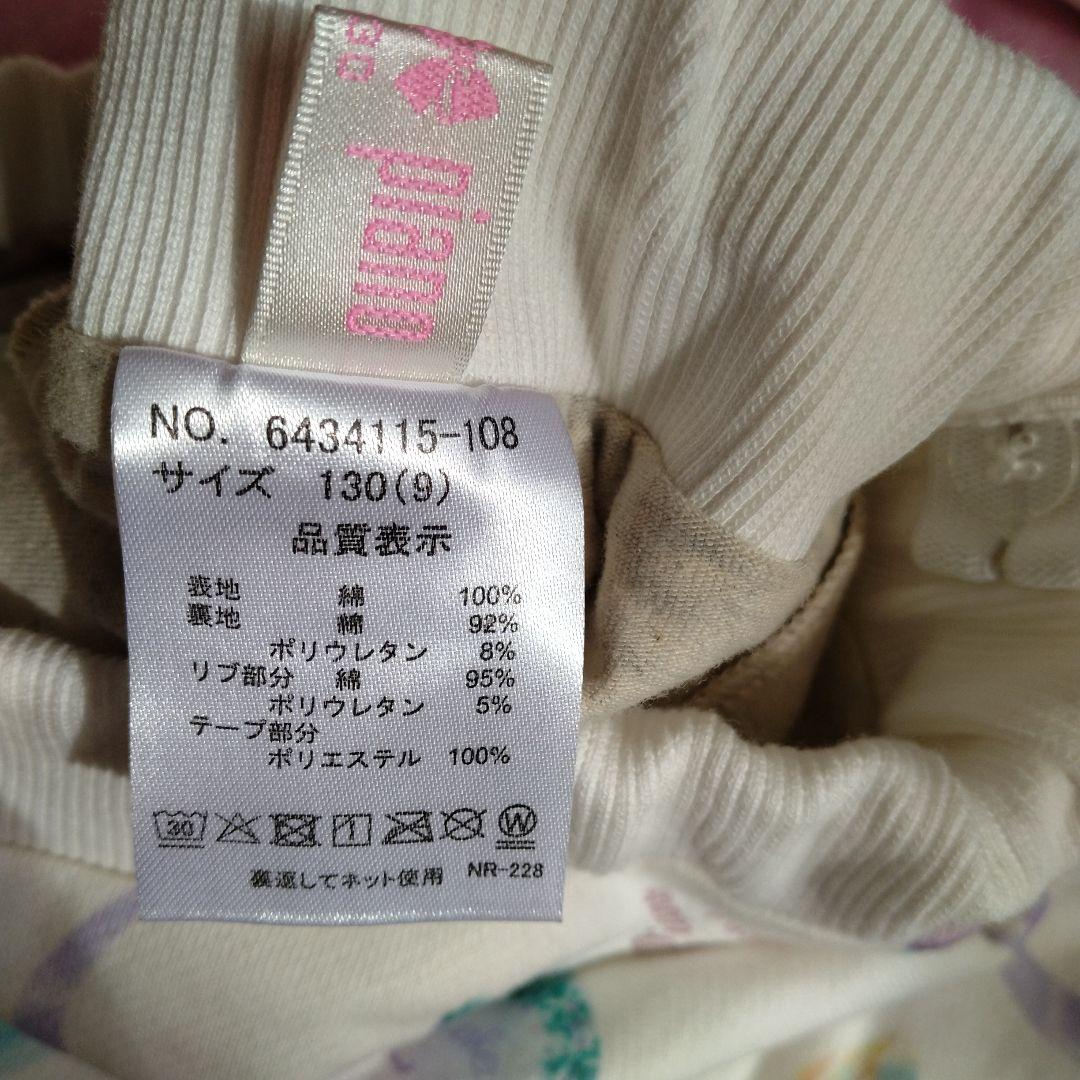 130
piano
NO. 6434115-108
サイズ 130(9)
品質表示
表地 綿 100%
裏地 綿 92%
ポリウレタン 8%
リブ部分 綿 95%
ポリウレタン 5%
テープ部分
ポリエステル 100%
30 1 W
裏返してネット使用 NR-228